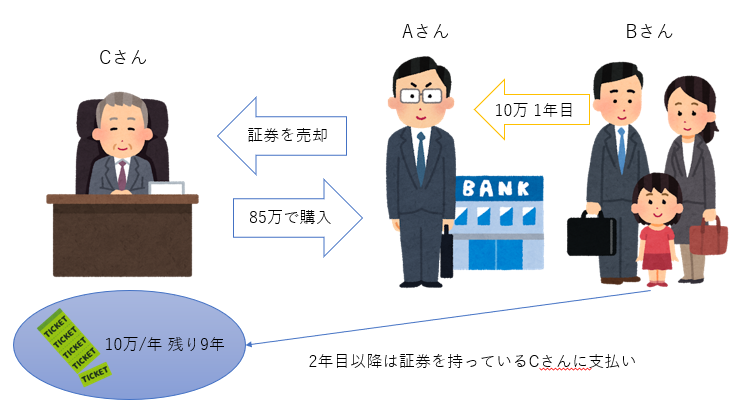 Cさん
Aさん
Bさん
証券を売却
10万 1年目
85万で購入
BANK
TICKET
TICKET
TICKET
TICKET
TICKET
10万/年 残り9年
2年目以降は証券を持っているCさんに支払い